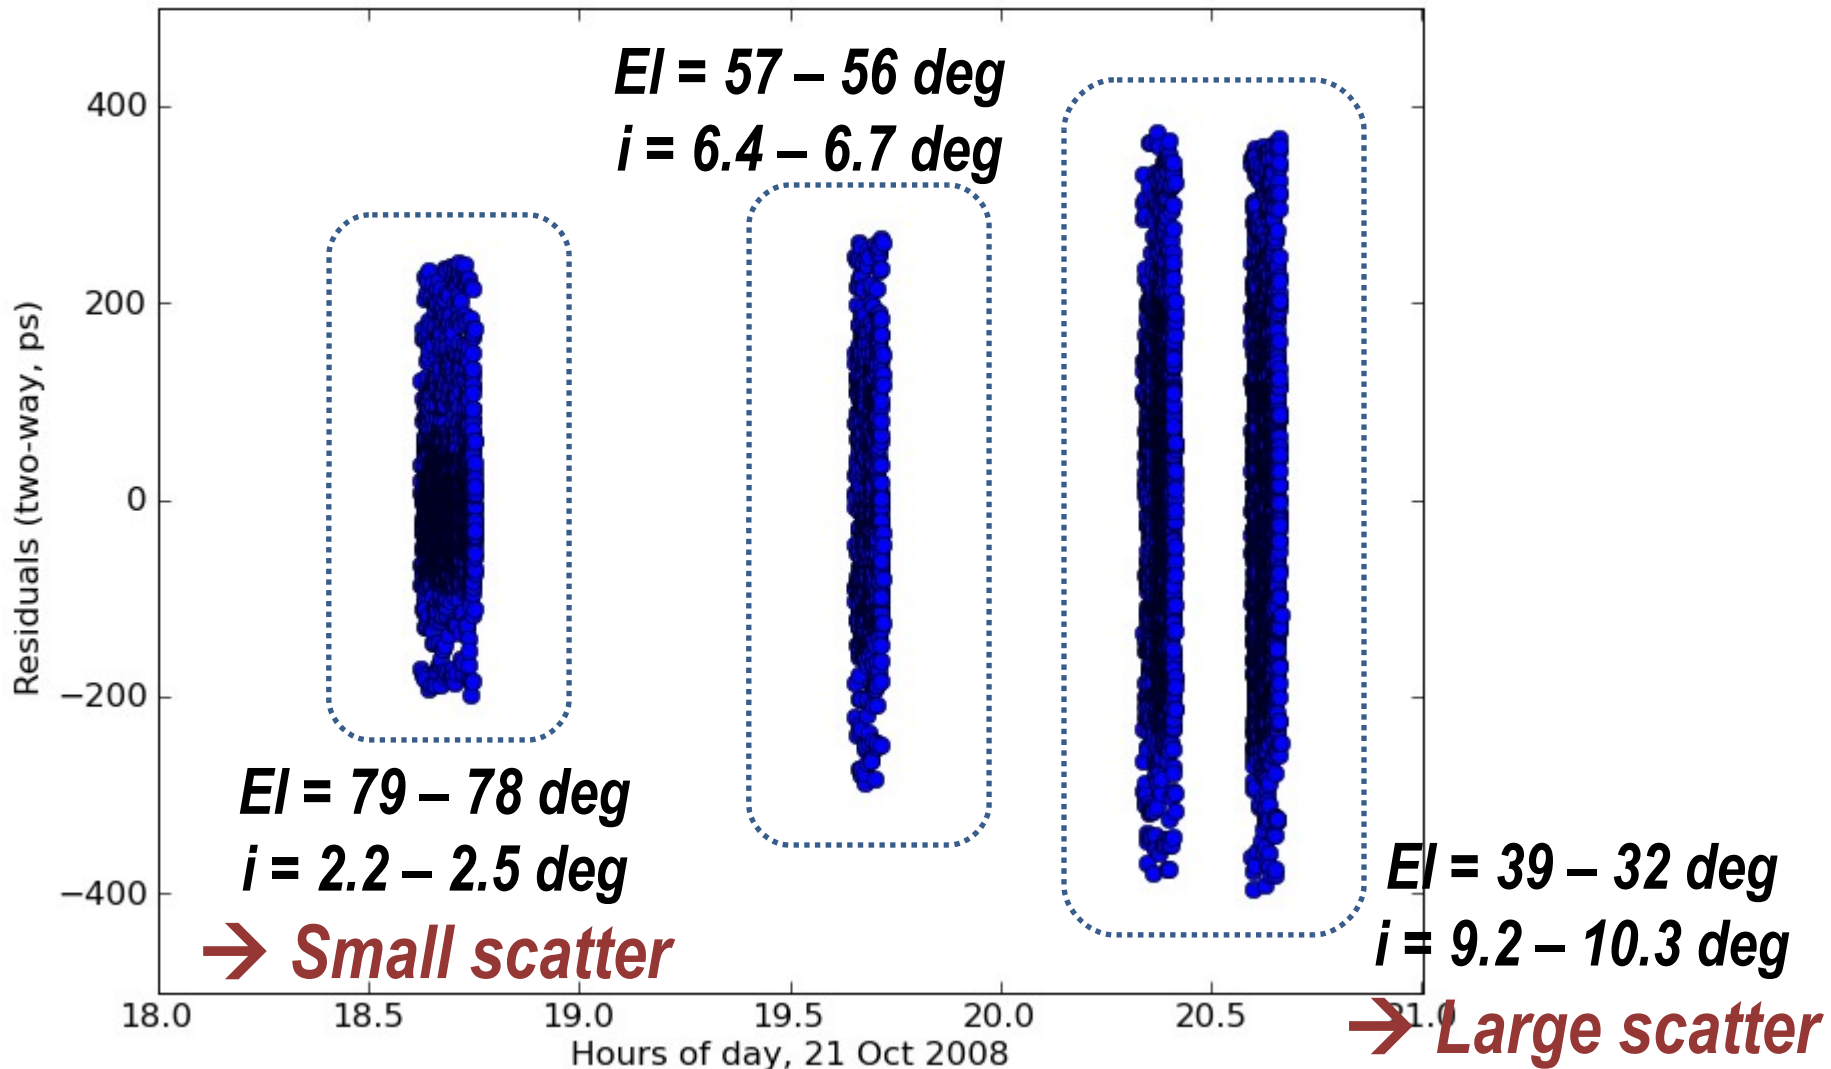 El = 57 – 56 deg
i = 6.4 – 6.7 deg
400
200
0
−200
−400
Residuals (two-way, ps)
El = 79 – 78 deg
i = 2.2 – 2.5 deg
→ Small scatter
El = 39 – 32 deg
i = 9.2 – 10.3 deg
→ Large scatter
18.0 18.5 19.0 19.5 20.0 20.5 21.0
Hours of day, 21 Oct 2008